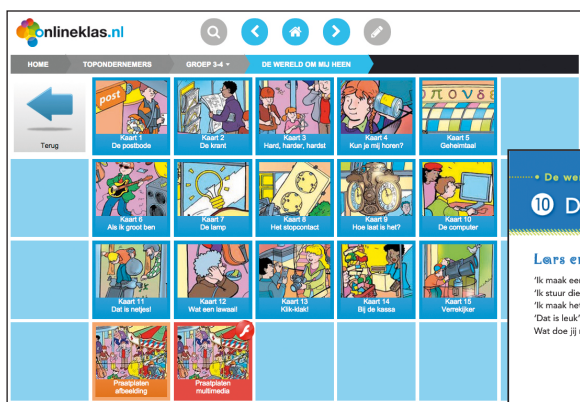 onlineklas.nl
HOME TOPONDERNEMERS GROEP 3-4 DE WERELD OM MIJ HEEN
Terug
post
Kaart 1
De postbode
Kaart 2
De krant
Kaart 3
Hard, harder, hardst
Kaart 4
Kun je mij horen?
Kaart 5
Geheimtaal
Kaart 6
Als ik groot ben
Kaart 7
De lamp
Kaart 8
Het stopcontact
Kaart 9
Hoe laat is het?
Kaart 10
De computer
Kaart 11
Dat is netjes!
Kaart 12
Wat een lawaai!
Kaart 13
Klik-klak!
Kaart 14
Bij de kassa
Kaart 15
Verrekijker
Praatplaten
afbeelding
Praatplaten
multimedia
• De we
10 D
Lars e
'Ik maak ee
'Ik stuur die
'Ik maak het
'Dat is leuk'
Wat doe jij